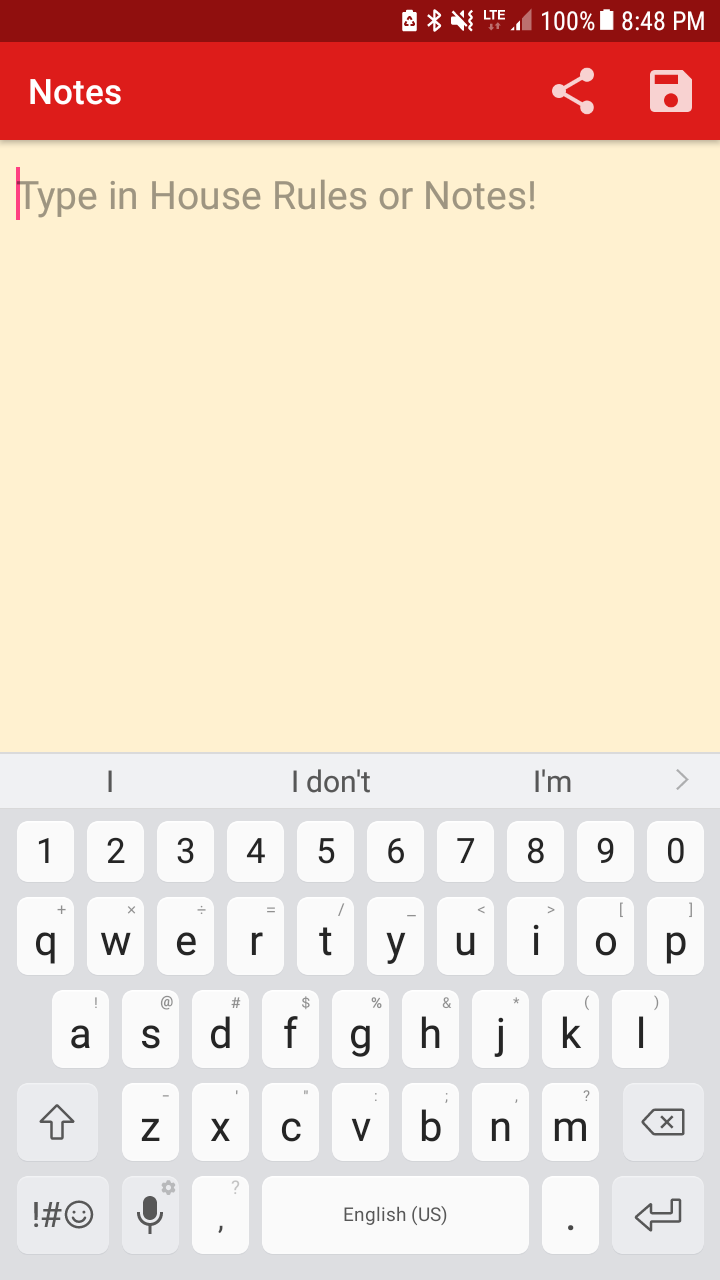 LTE 100% 8:48 PM
Notes
Type in House Rules or Notes!
I I don't I'm
1 2 3 4 5 6 7 8 9 0
+ × ÷ = / _ < > [ ]
q w e r t y u i o p
! @ # $ % & * ( )
a s d f g h j k l
- ' " : ; , ?
z x c v b n m
?
!#☺ , English (US) .